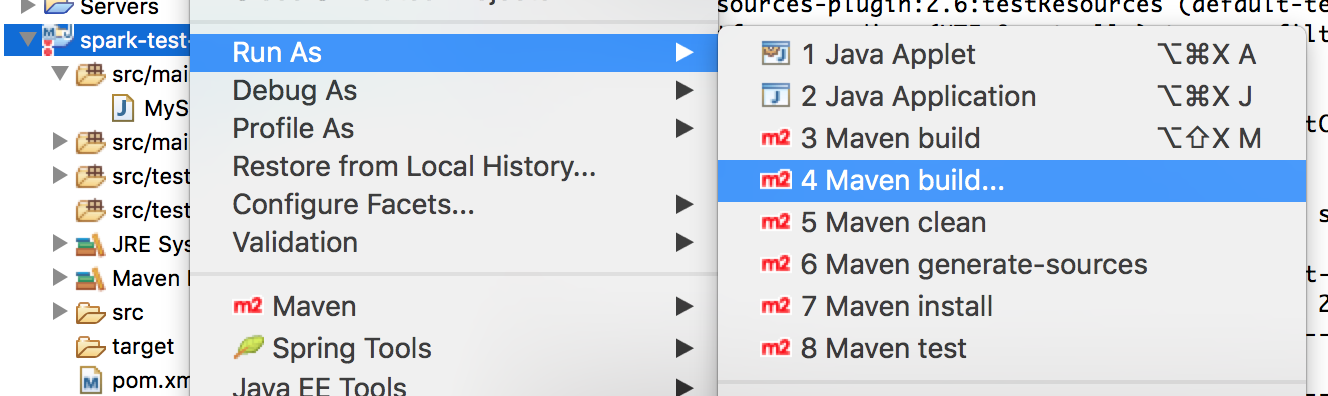 Servers
spark-test-
src/mai
MyS
src/mai
src/test
src/test
JRE Sys
Maven
src
target
pom.xm
Run As
Debug As
Profile As
Restore from Local History...
Configure Facets...
Validation
m2 Maven
Spring Tools
Java EE Tools
1 Java Applet ⌥⌘X A
2 Java Application ⌥⌘X J
m2 3 Maven build ⌥⇧X M
m2 4 Maven build...
m2 5 Maven clean
m2 6 Maven generate-sources
m2 7 Maven install
m2 8 Maven test
sources-plugin:2.6:testResources (default-te